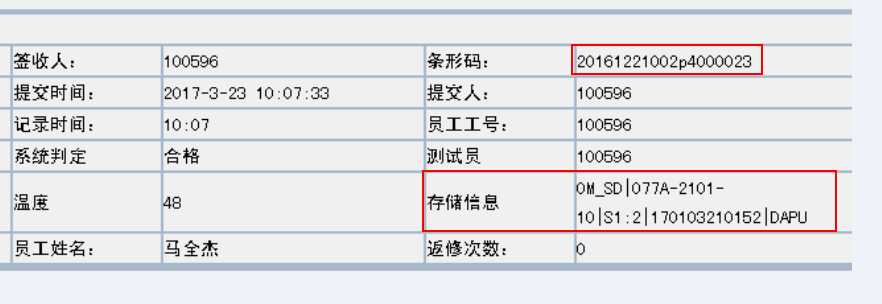 签收人： 100596 条形码： 20161221002p4000023
提交时间： 2017-3-23 10:07:33 提交人： 100596
记录时间： 10:07 员工工号： 100596
系统判定 合格 测试员 100596
温度 48 存储信息 OM_SD|077A-2101-
10|S1:2|170103210152|DAPU
员工姓名： 马全杰 返修次数： 0